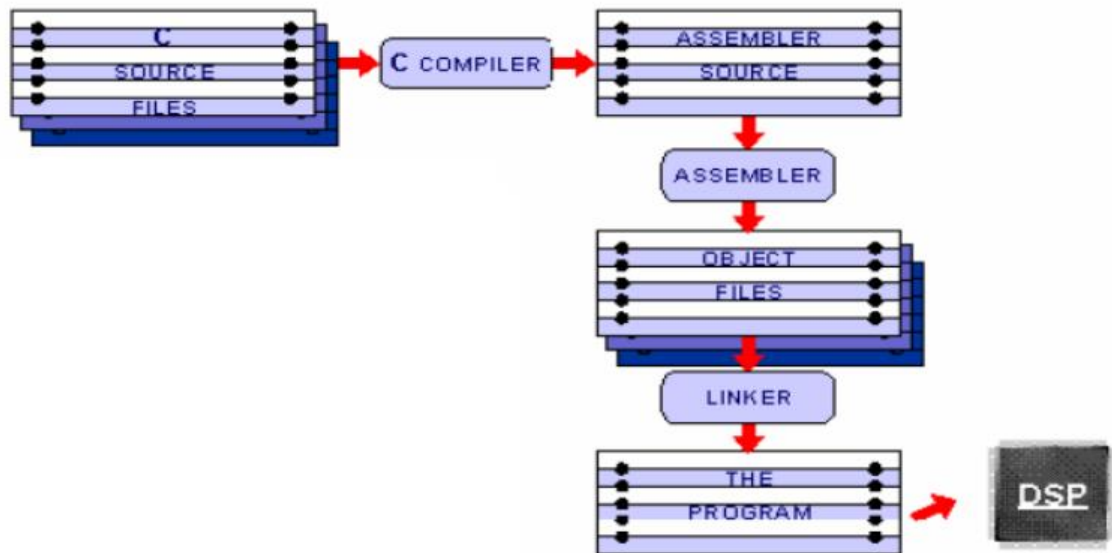 C
SOURCE
FILES
C COMPILER
ASSEMBLER
SOURCE
ASSEMBLER
OBJECT
FILES
LINKER
THE
PROGRAM
DSP